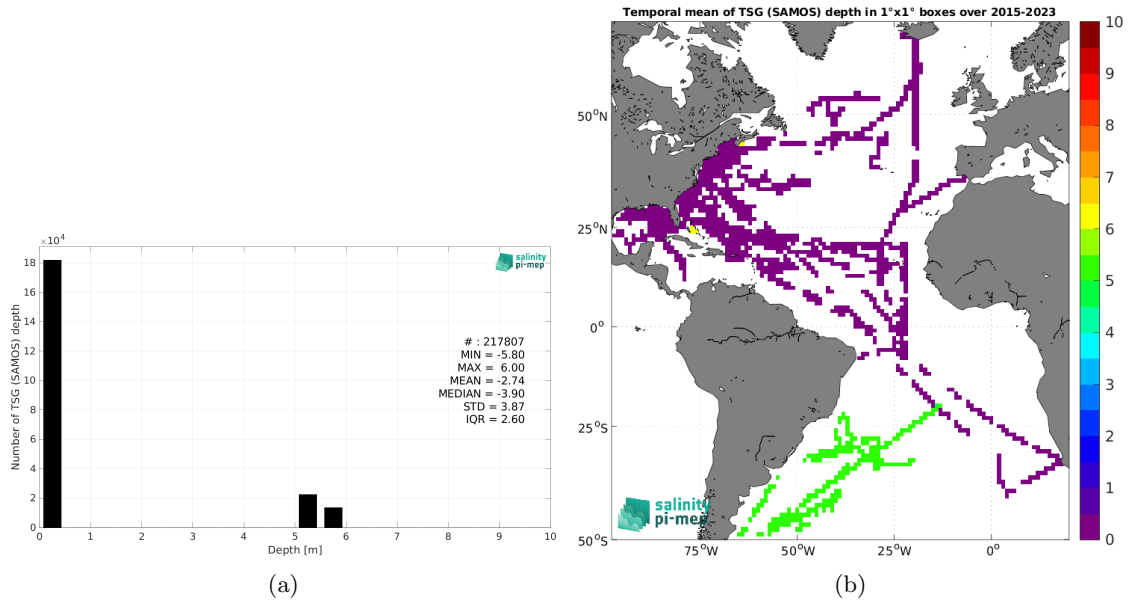 Temporal mean of TSG (SAMOS) depth in 1°x1° boxes over 2015-2023
×10⁴
18
16
14
12
10
8
6
4
2
0
Number of TSG (SAMOS) depth
salinity
pi-mep
# : 217807
MIN = -5.80
MAX = 6.00
MEAN = -2.74
MEDIAN = -3.90
STD = 3.87
IQR = 2.60
0 1 2 3 4 5 6 7 8 9 10
Depth [m]
(a)
50°N
25°N
0°
25°S
50°S
salinity
pi-mep
75°W 50°W 25°W 0°
10
9
8
7
6
5
4
3
2
1
0
(b)